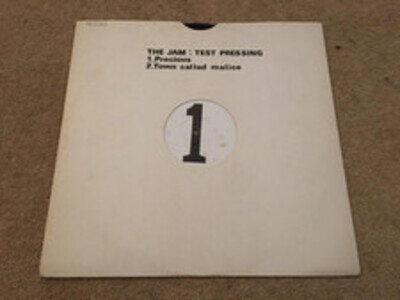 THE JAM : TEST PRESSING
1.Precious
2.Town called malice
1